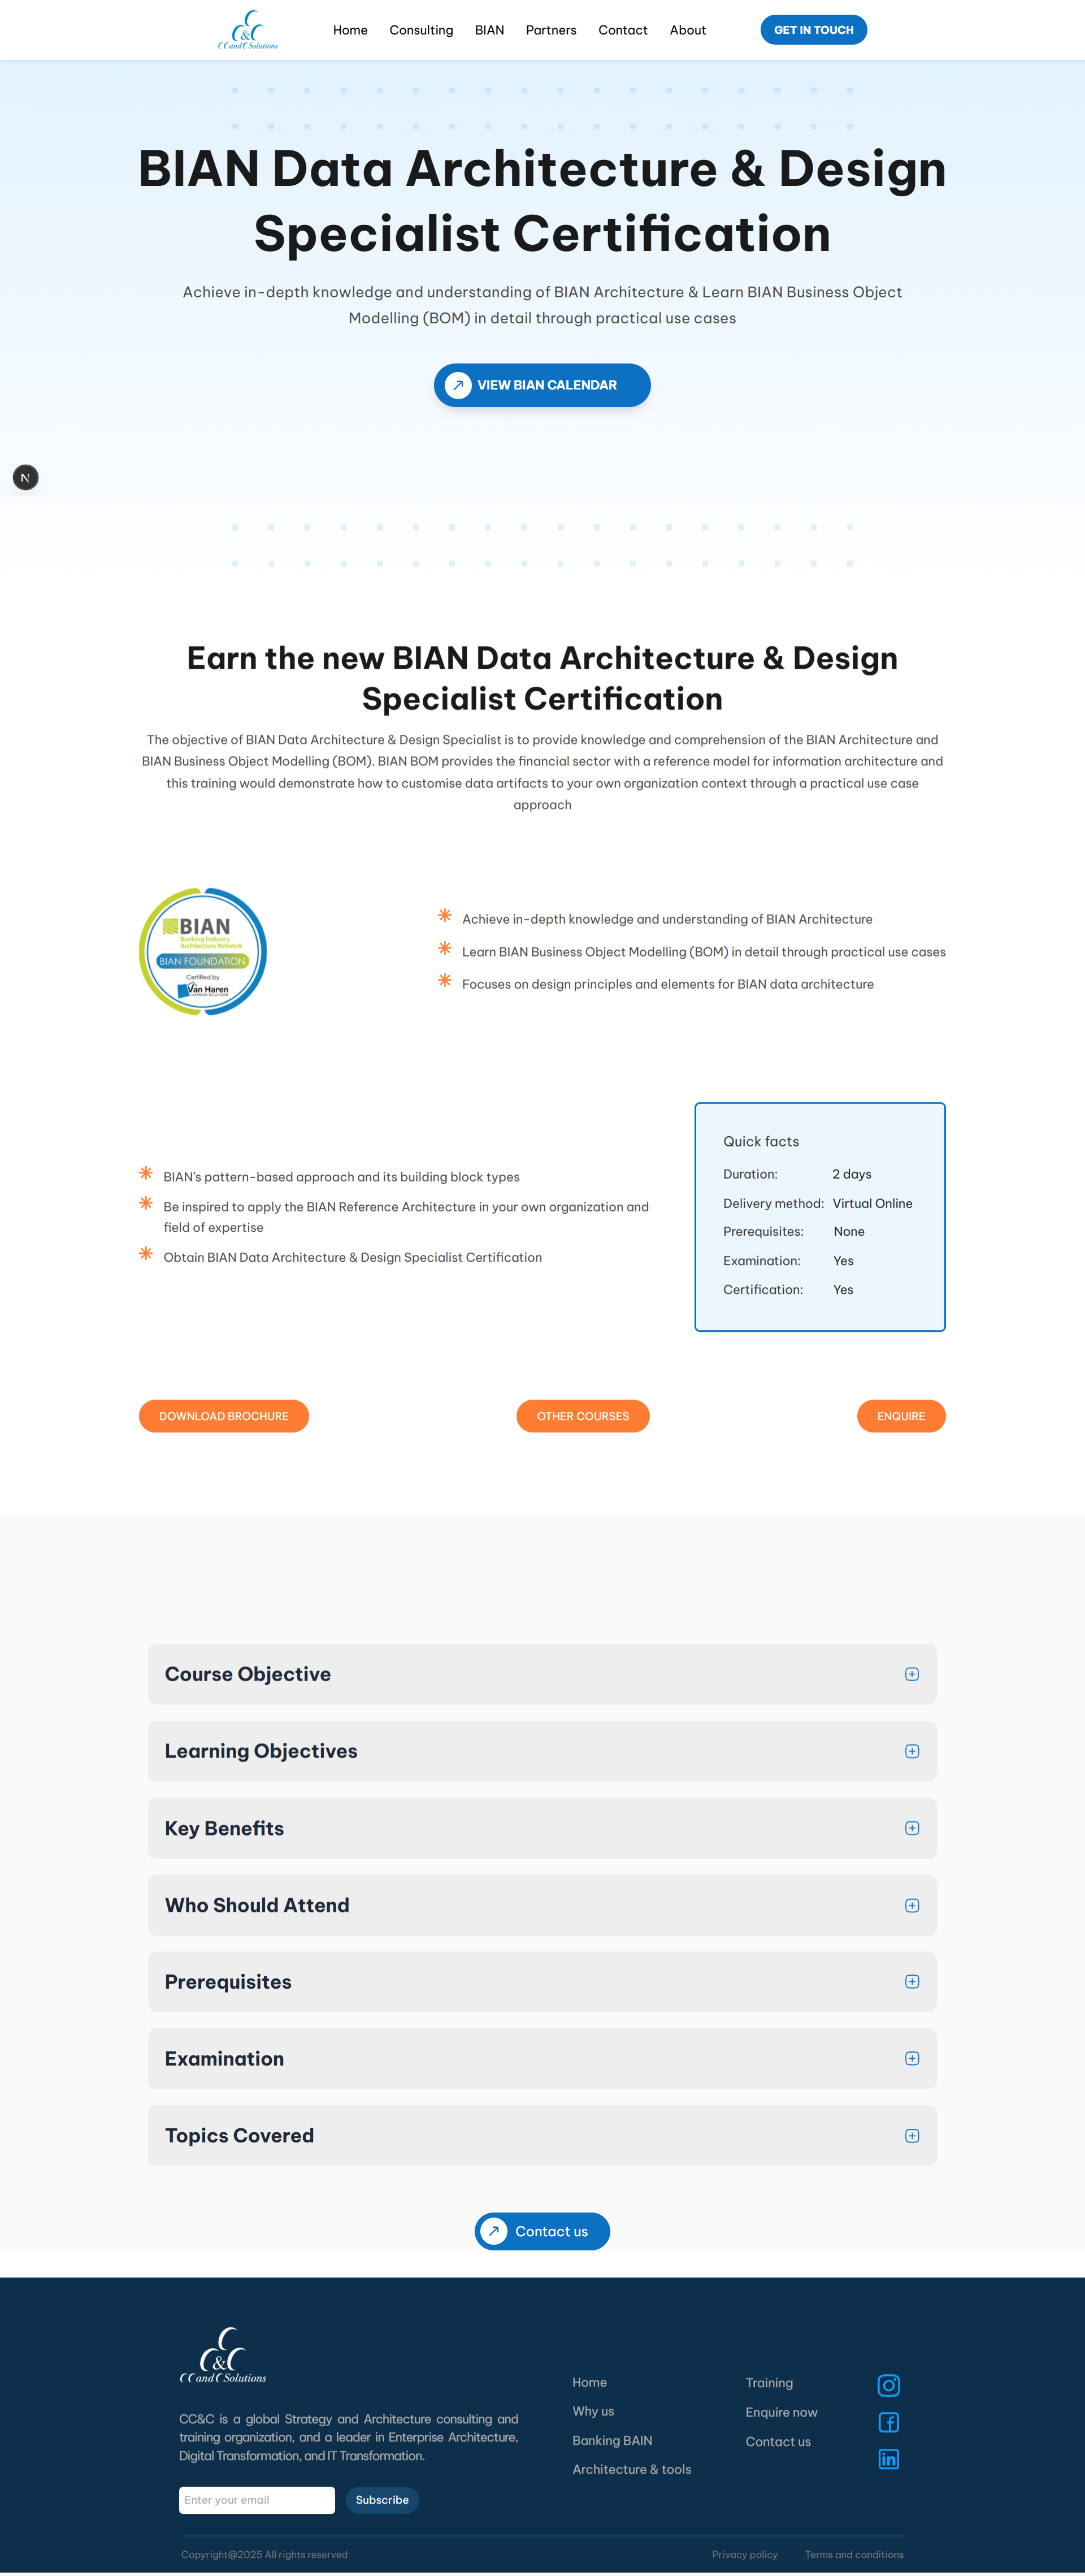 C
&C
CC and C Solutions
Home
Consulting
BIAN
Partners
Contact
About
GET IN TOUCH
BIAN Data Architecture & Design
Specialist Certification
Achieve in-depth knowledge and understanding of BIAN Architecture & Learn BIAN Business Object
Modelling (BOM) in detail through practical use cases
VIEW BIAN CALENDAR
N
Earn the new BIAN Data Architecture & Design
Specialist Certification
The objective of BIAN Data Architecture & Design Specialist is to provide knowledge and comprehension of the BIAN Architecture and
BIAN Business Object Modelling (BOM). BIAN BOM provides the financial sector with a reference model for information architecture and
this training would demonstrate how to customise data artifacts to your own organization context through a practical use case
approach
BIAN
Banking Industry
Architecture Network
BIAN FOUNDATION
Certified by
Van Haren
LEARNING SOLUTIONS
Achieve in-depth knowledge and understanding of BIAN Architecture
Learn BIAN Business Object Modelling (BOM) in detail through practical use cases
Focuses on design principles and elements for BIAN data architecture
BIAN's pattern-based approach and its building block types
Be inspired to apply the BIAN Reference Architecture in your own organization and
field of expertise
Obtain BIAN Data Architecture & Design Specialist Certification
Quick facts
Duration: 2 days
Delivery method: Virtual Online
Prerequisites: None
Examination: Yes
Certification: Yes
DOWNLOAD BROCHURE
OTHER COURSES
ENQUIRE
Course Objective
Learning Objectives
Key Benefits
Who Should Attend
Prerequisites
Examination
Topics Covered
Contact us
C
C&C
CC and C Solutions
CC&C is a global Strategy and Architecture consulting and
training organization, and a leader in Enterprise Architecture,
Digital Transformation, and IT Transformation.
Enter your email
Subscribe
Home
Why us
Banking BAIN
Architecture & tools
Training
Enquire now
Contact us
in
Copyright@2025 All rights reserved
Privacy policy
Terms and conditions